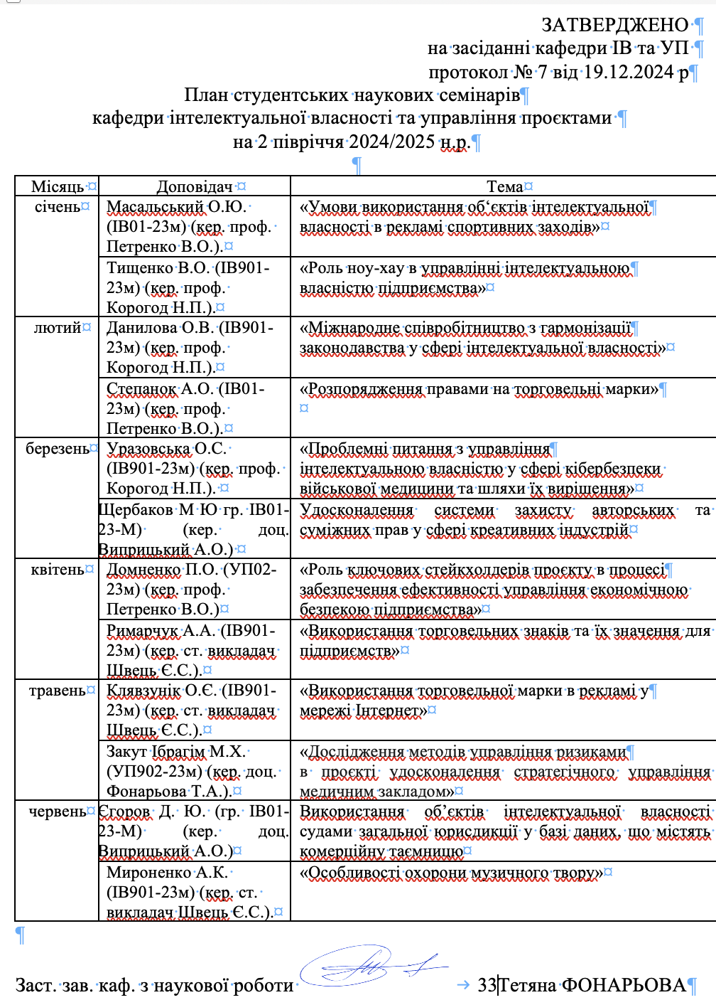 ЗАТВЕРДЖЕНО
на засіданні кафедри ІВ та УП
протокол № 7 від 19.12.2024 р
План студентських наукових семінарів
кафедри інтелектуальної власності та управління проєктами
на 2 півріччя 2024/2025 н.р.
Місяць Доповідач Тема
січень Масальський О.Ю. «Умови використання об‘єктів інтелектуальної
(ІВ01-23м) (кер. проф. власності в рекламі спортивних заходів»
Петренко В.О.).
Тищенко В.О. (ІВ901- «Роль ноу-хау в управлінні інтелектуальною
23м) (кер. проф. власністю підприємства»
Корогод Н.П.).
лютий Данилова О.В. (ІВ901- «Міжнародне співробітництво з гармонізації
23м) (кер. проф. законодавства у сфері інтелектуальної власності»
Корогод Н.П.).
Степанок А.О. (ІВ01- «Розпорядження правами на торговельні марки»
23м) (кер. проф.
Петренко В.О.).
березень Уразовська О.С. «Проблемні питання з управління
(ІВ901-23м) (кер. проф. інтелектуальною власністю у сфері кібербезпеки
Корогод Н.П.). військової медицини та шляхи їх вирішення»
Щербаков М Ю гр. ІВ01- Удосконалення системи захисту авторських та
23-М) (кер. доц. суміжних прав у сфері креативних індустрій
Виприцький А.О.)
квітень Домненко П.О. (УП02- «Роль ключових стейкхолдерів проєкту в процесі
23м) (кер. проф. забезпечення ефективності управління економічною
Петренко В.О.) безпекою підприємства»
Римарчук А.А. (ІВ901- «Використання торговельних знаків та їх значення для
23м) (кер. ст. викладач підприємств»
Швець Є.С.).
травень Клявзунік О.Є. (ІВ901- «Використання торговельної марки в рекламі у
23м) (кер. ст. викладач мережі Інтернет»
Швець Є.С.).
Закут Ібрагім М.Х. «Дослідження методів управління ризиками
(УП902-23м) (кер. доц. в проєкті удосконалення стратегічного управління
Фонарьова Т.А.). медичним закладом»
червень Єгоров Д. Ю. (гр. ІВ01- Використання об’єктів інтелектуальної власності
23-М) (кер. доц. судами загальної юрисдикції у базі даних, що містять
Виприцький А.О.) комерційну таємницю
Мироненко А.К. «Особливості охорони музичного твору»
(ІВ901-23м) (кер. ст.
викладач Швець Є.С.).
Заст. зав. каф. з наукової роботи 33Тетяна ФОНАРЬОВА